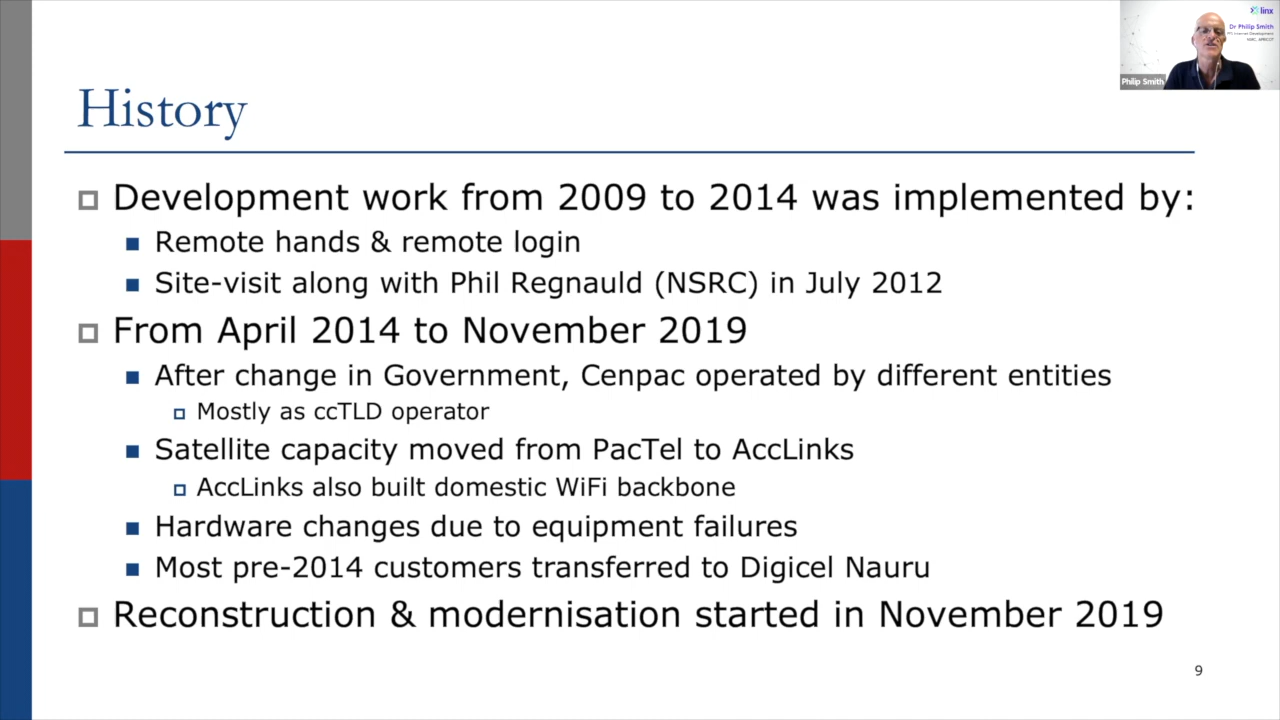 linx
Dr Philip Smith
NSRC, APRICOT
Philip Smith
History
Development work from 2009 to 2014 was implemented by:
Remote hands & remote login
Site-visit along with Phil Regnauld (NSRC) in July 2012
From April 2014 to November 2019
After change in Government, Cenpac operated by different entities
Mostly as ccTLD operator
Satellite capacity moved from PacTel to AccLinks
AccLinks also built domestic WiFi backbone
Hardware changes due to equipment failures
Most pre-2014 customers transferred to Digicel Nauru
Reconstruction & modernisation started in November 2019
9